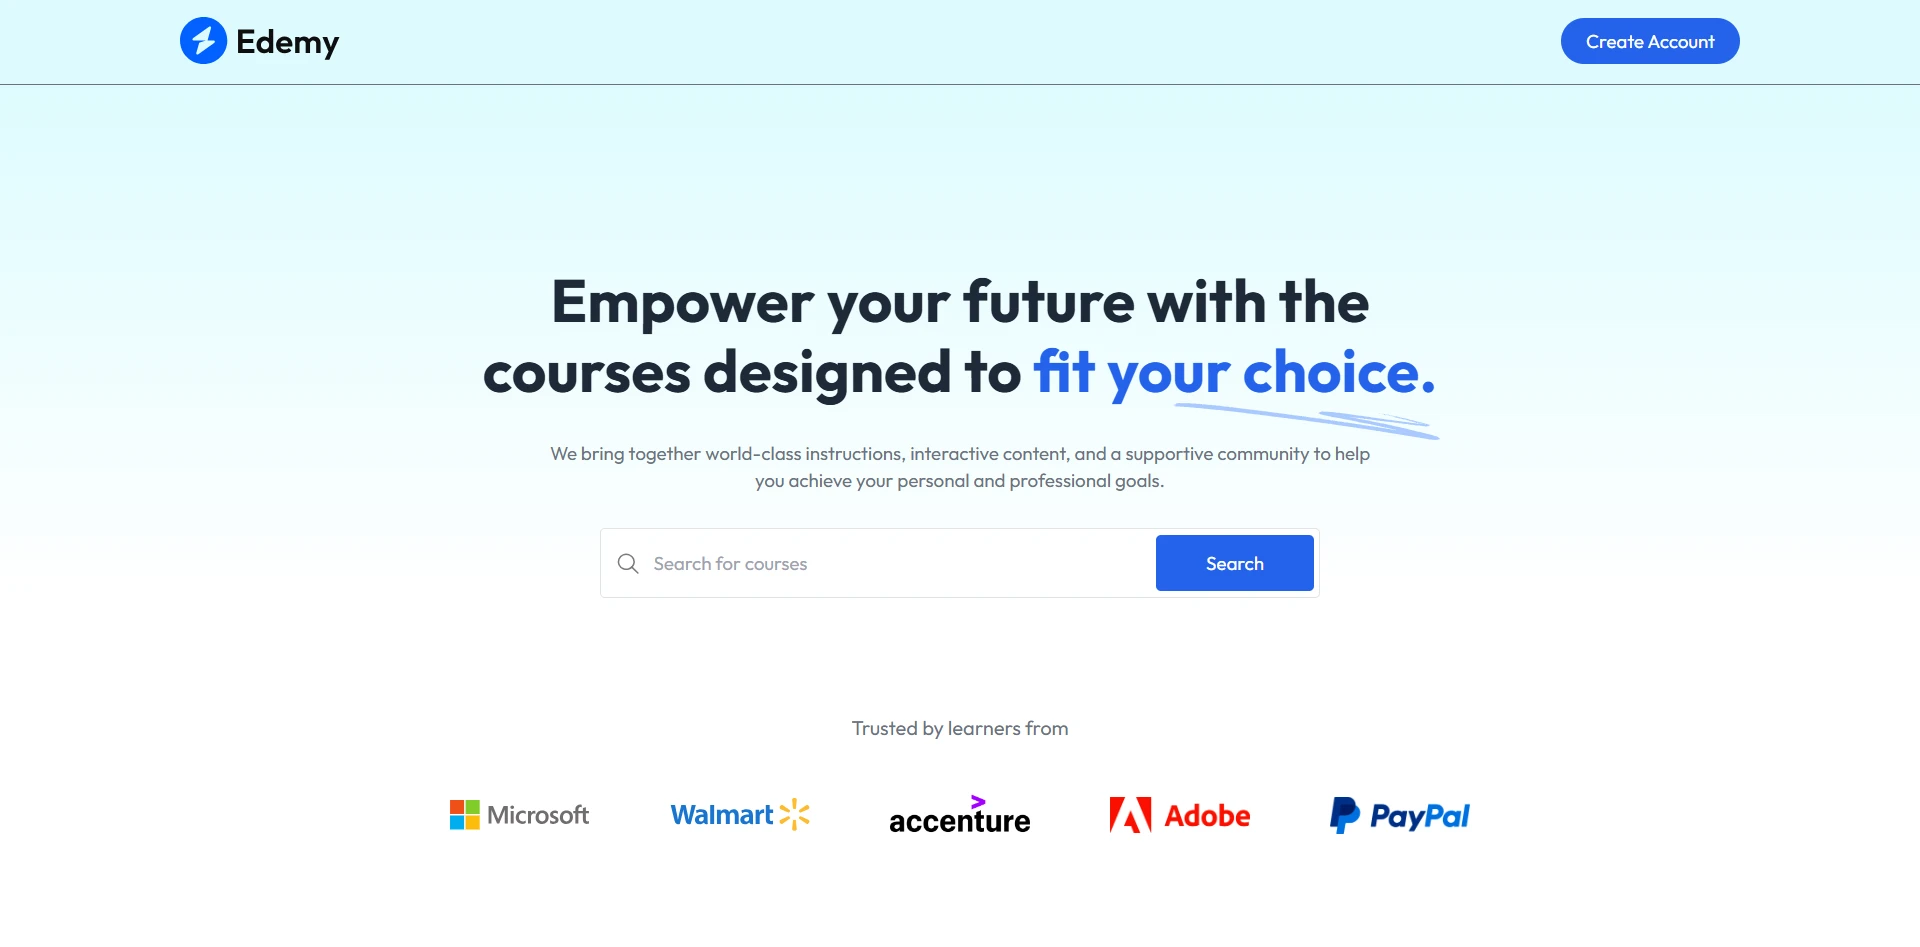 Edemy
Create Account
Empower your future with the
courses designed to fit your choice.
We bring together world-class instructions, interactive content, and a supportive community to help
you achieve your personal and professional goals.
Search for courses
Search
Trusted by learners from
Microsoft
Walmart
accenture
Adobe
PayPal